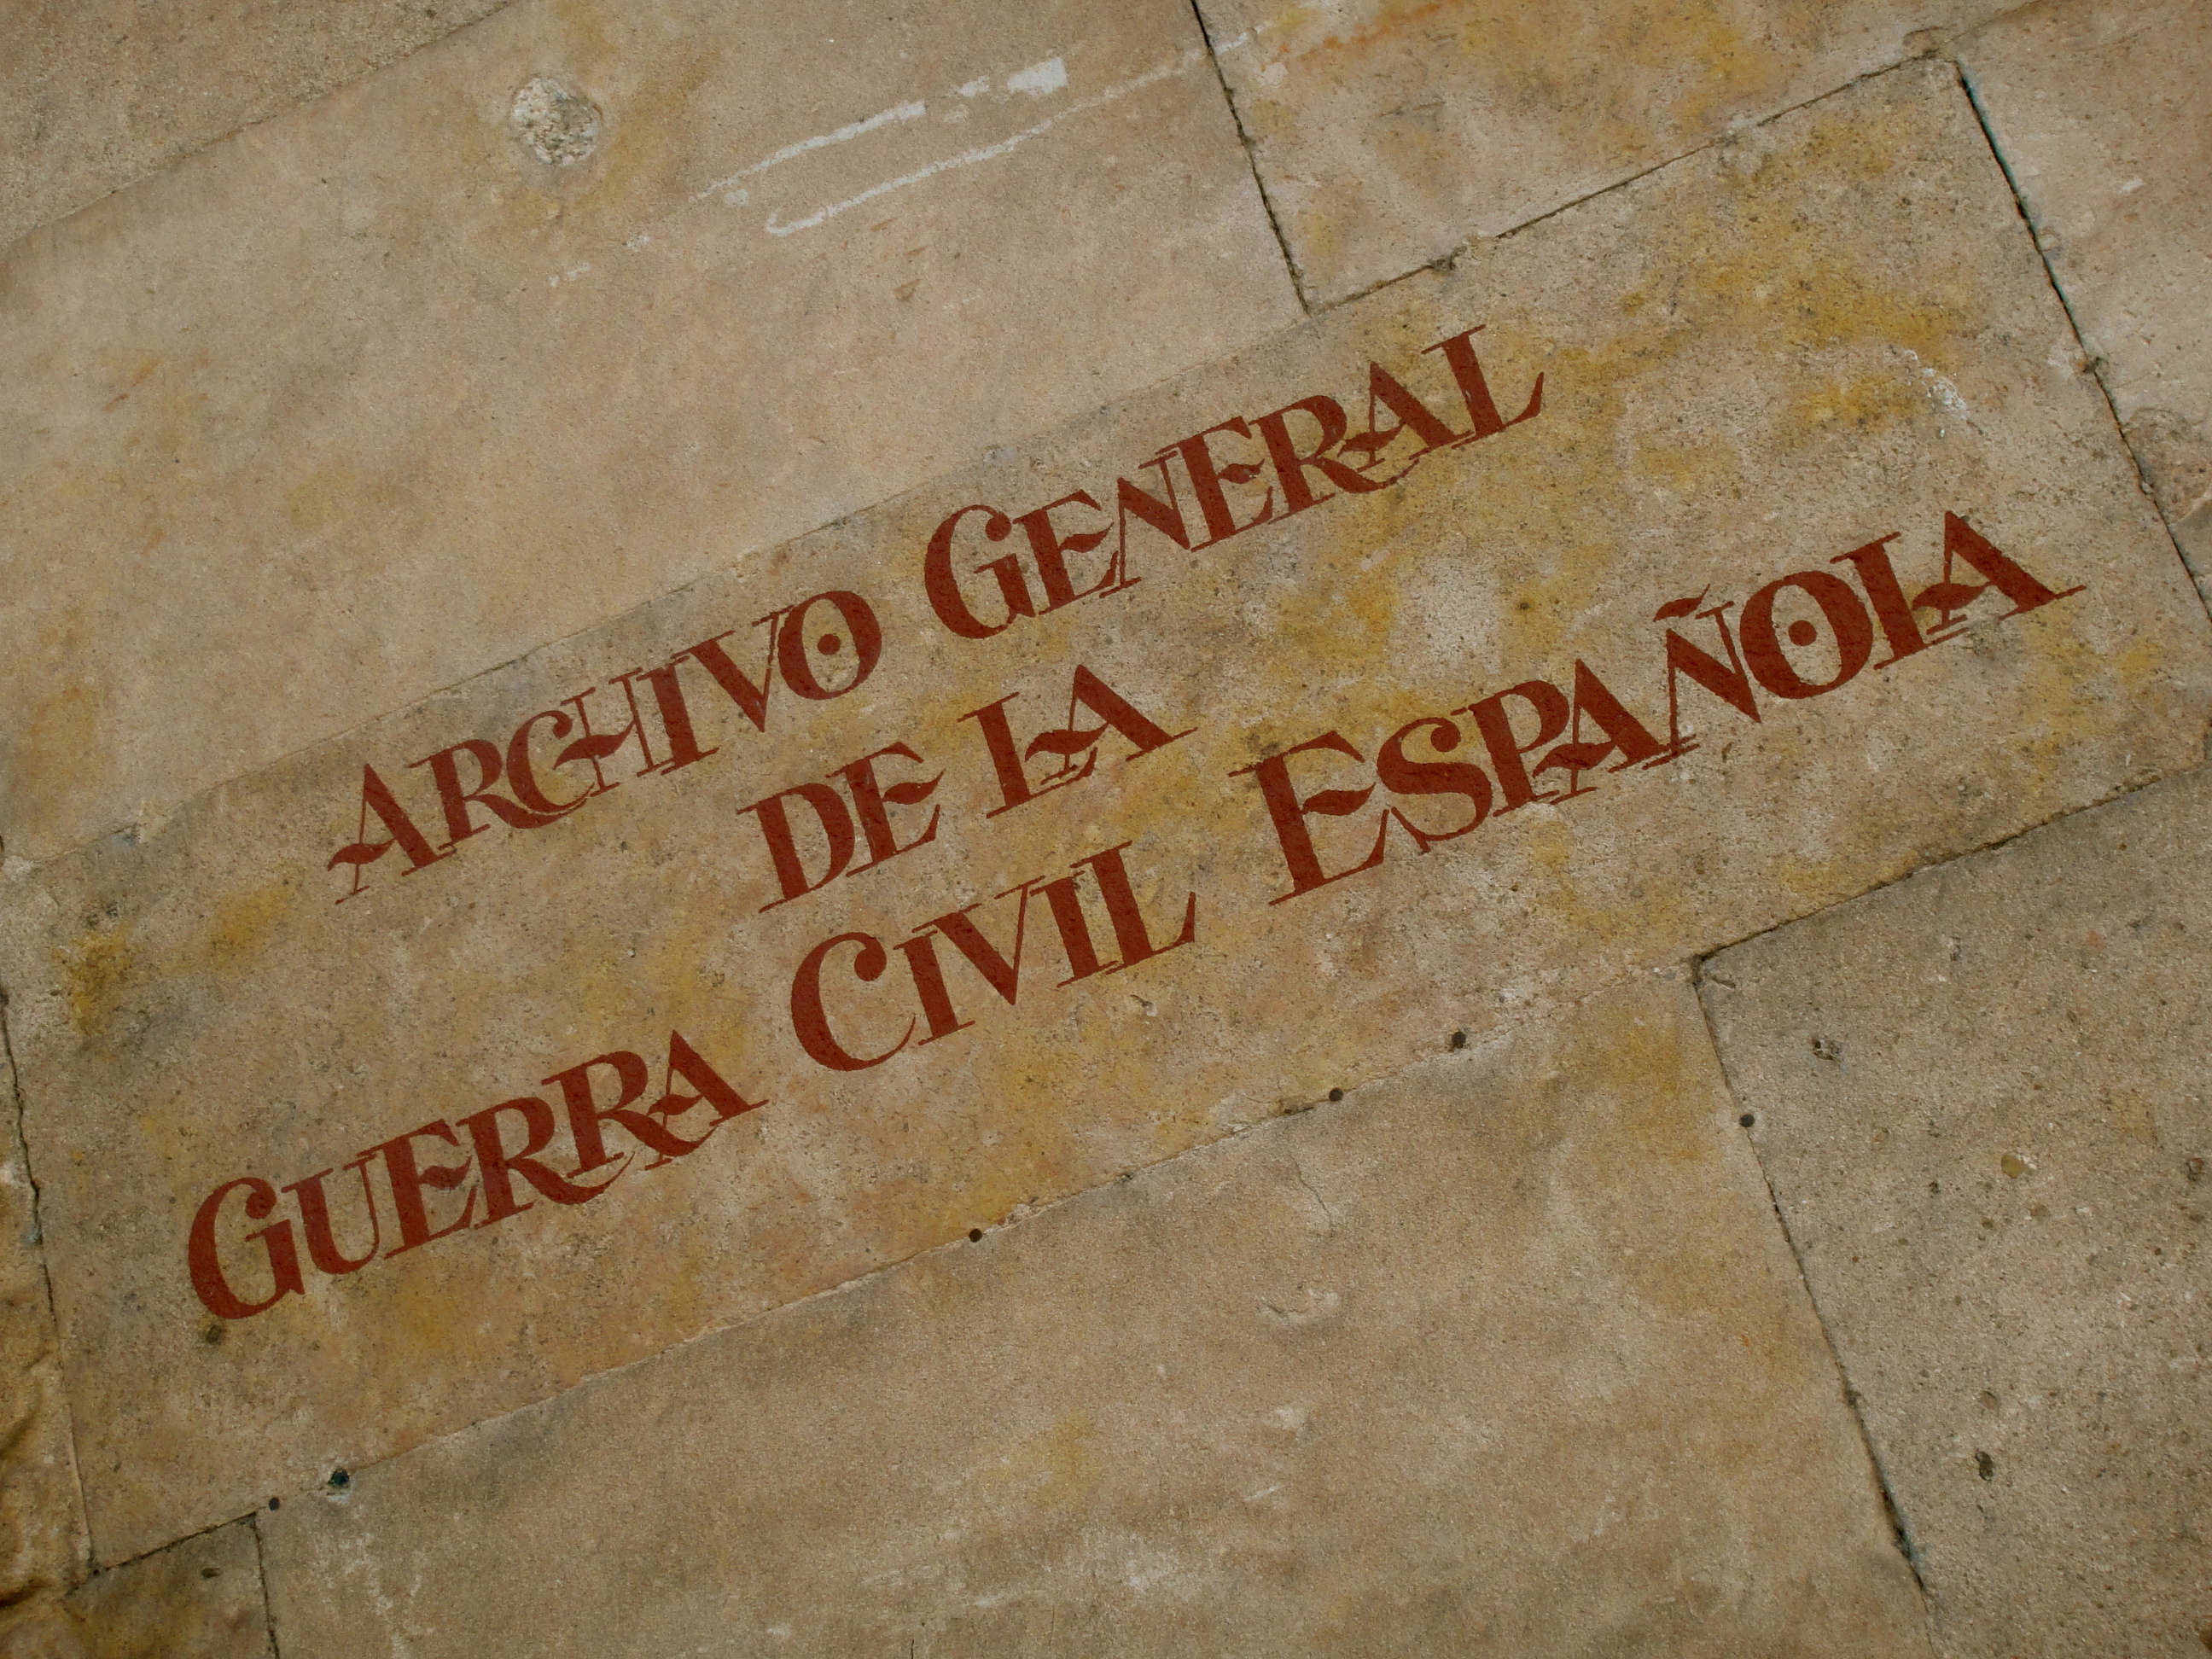 ARCHIVO GENERAL
DE LA
GUERRA CIVIL ESPAÑOLA